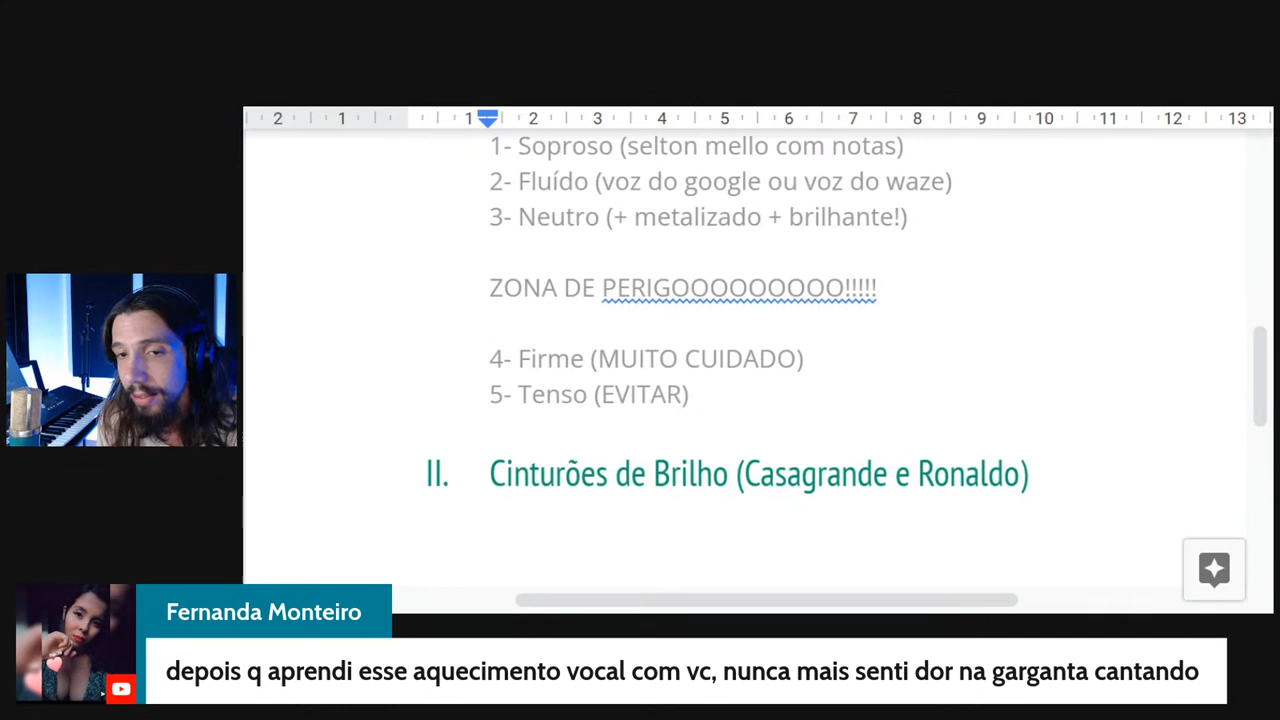 2 1 1 2 3 4 5 6 7 8 9 10 11 12 13
1- Soproso (selton mello com notas)
2- Fluído (voz do google ou voz do waze)
3- Neutro (+ metalizado + brilhante!)
ZONA DE PERIGOOOOOOOOO!!!!!
4- Firme (MUITO CUIDADO)
5- Tenso (EVITAR)
II. Cinturões de Brilho (Casagrande e Ronaldo)
Fernanda Monteiro
depois q aprendi esse aquecimento vocal com vc, nunca mais senti dor na garganta cantando